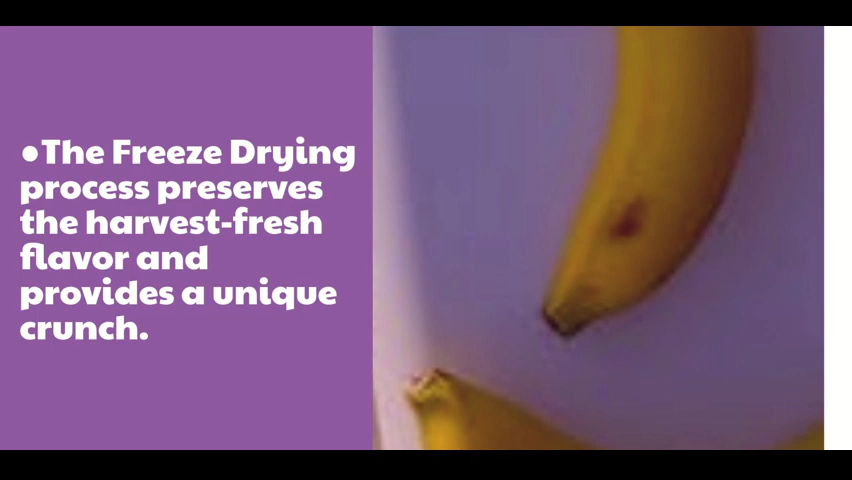 ●The Freeze Drying
process preserves
the harvest-fresh
flavor and
provides a unique
crunch.